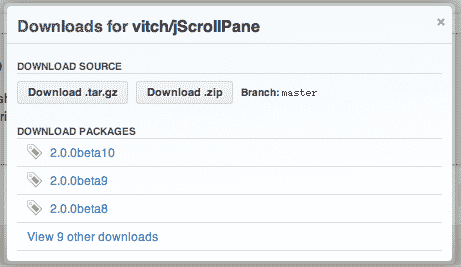 Downloads for vitch/jScrollPane
×
DOWNLOAD SOURCE
Download .tar.gz Download .zip Branch: master
DOWNLOAD PACKAGES
2.0.0beta10
2.0.0beta9
2.0.0beta8
View 9 other downloads